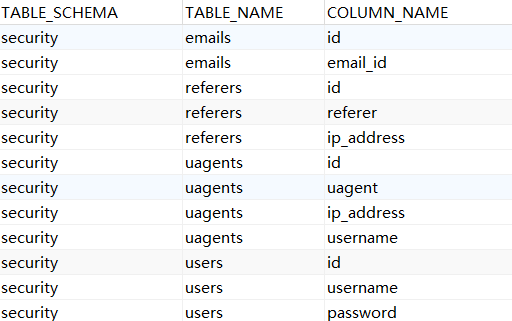 TABLE_SCHEMA TABLE_NAME COLUMN_NAME
security emails id
security emails email_id
security referers id
security referers referer
security referers ip_address
security uagents id
security uagents uagent
security uagents ip_address
security uagents username
security users id
security users username
security users password